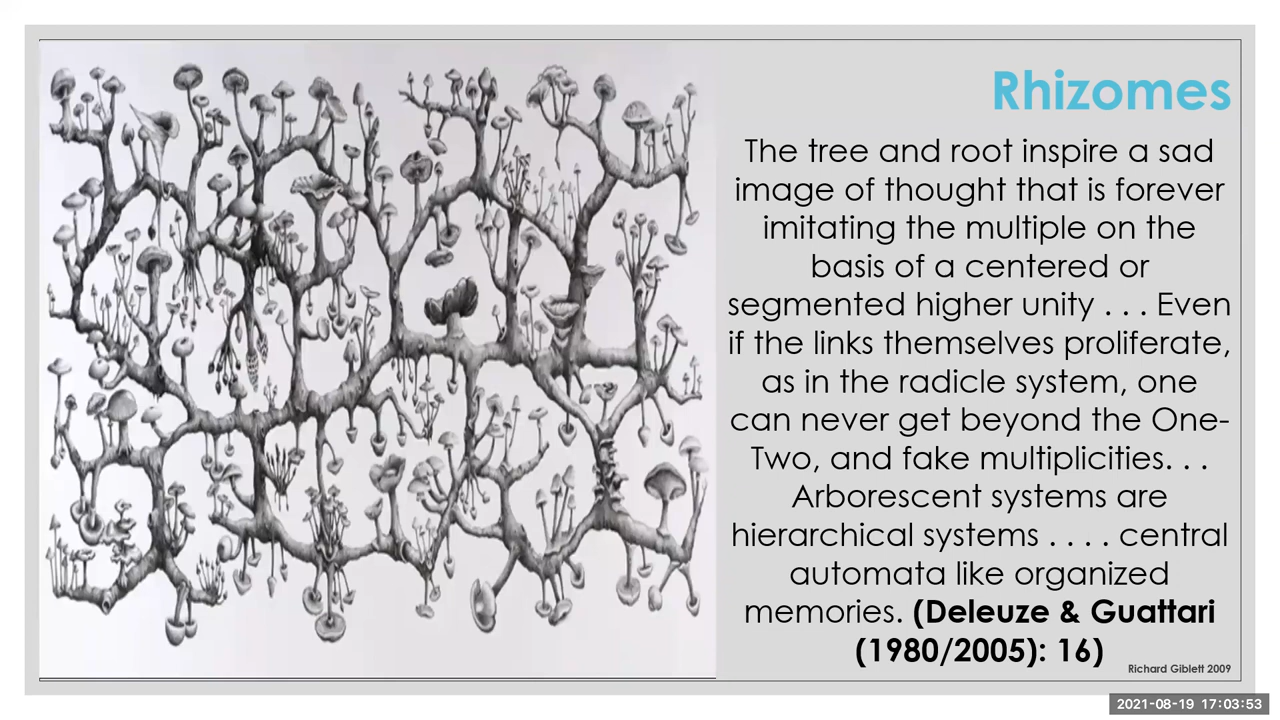 Rhizomes
The tree and root inspire a sad
image of thought that is forever
imitating the multiple on the
basis of a centered or
segmented higher unity . . . Even
if the links themselves proliferate,
as in the radicle system, one
can never get beyond the One-
Two, and fake multiplicities. . .
Arborescent systems are
hierarchical systems . . . . central
automata like organized
memories. (Deleuze & Guattari
(1980/2005): 16)
Richard Giblett 2009
2021-08-19 17:03:53